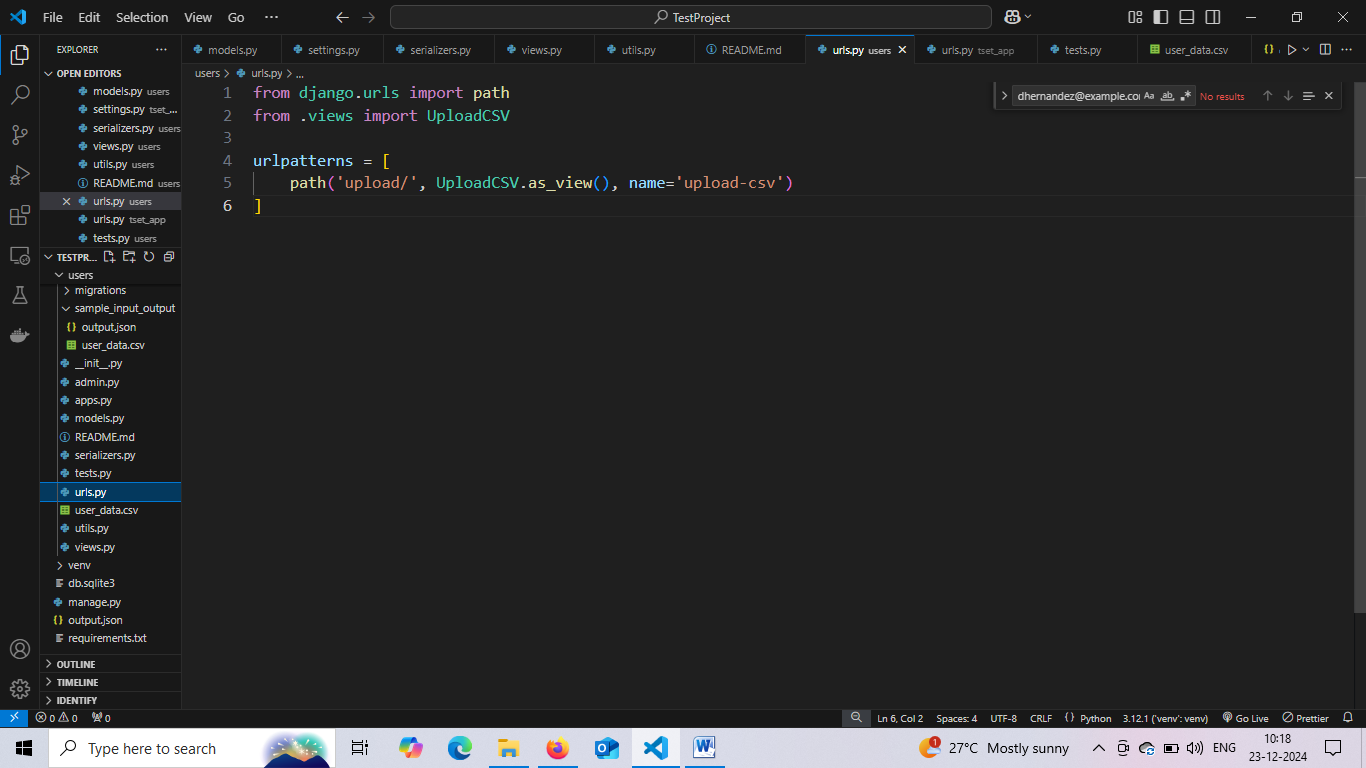 File Edit Selection View Go ···
TestProject
EXPLORER ···
models.py
settings.py
serializers.py
views.py
utils.py
README.md
urls.py users
urls.py tset_app
tests.py
user_data.csv
OPEN EDITORS
models.py users
settings.py tset_...
serializers.py users
views.py users
utils.py users
README.md users
urls.py users
urls.py tset_app
tests.py users
TESTPR...
users
migrations
sample_input_output
output.json
user_data.csv
__init__.py
admin.py
apps.py
models.py
README.md
serializers.py
tests.py
urls.py
user_data.csv
utils.py
views.py
venv
db.sqlite3
manage.py
output.json
requirements.txt
OUTLINE
TIMELINE
IDENTIFY
users > urls.py > ...
1 from django.urls import path
2 from .views import UploadCSV
3
4 urlpatterns = [
5     path('upload/', UploadCSV.as_view(), name='upload-csv')
6 ]
dhernandez@example.co Aa ab .* No results
0 0 0 Ln 6, Col 2 Spaces: 4 UTF-8 CRLF {} Python 3.12.1 ('venv': venv) Go Live Prettier
Type here to search
1 27°C Mostly sunny ENG 10:18
23-12-2024